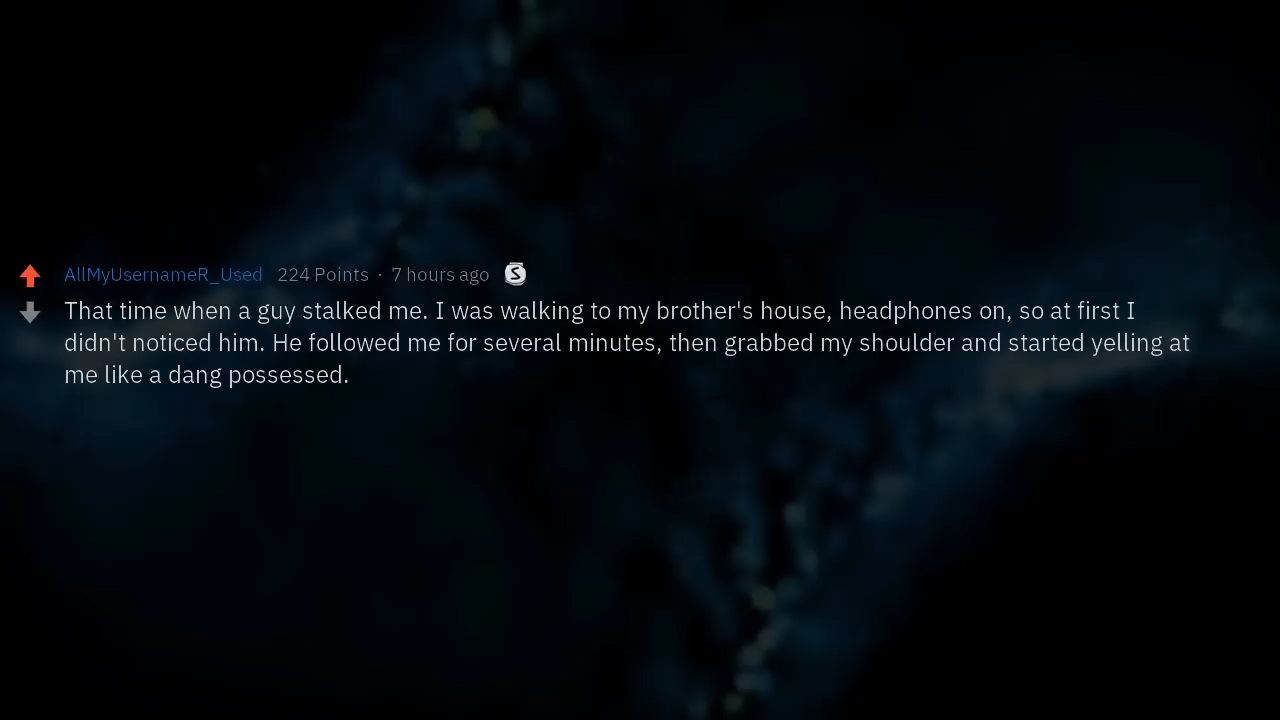 AllMyUsernameR_Used 224 Points · 7 hours ago
That time when a guy stalked me. I was walking to my brother's house, headphones on, so at first I
didn't noticed him. He followed me for several minutes, then grabbed my shoulder and started yelling at
me like a dang possessed.